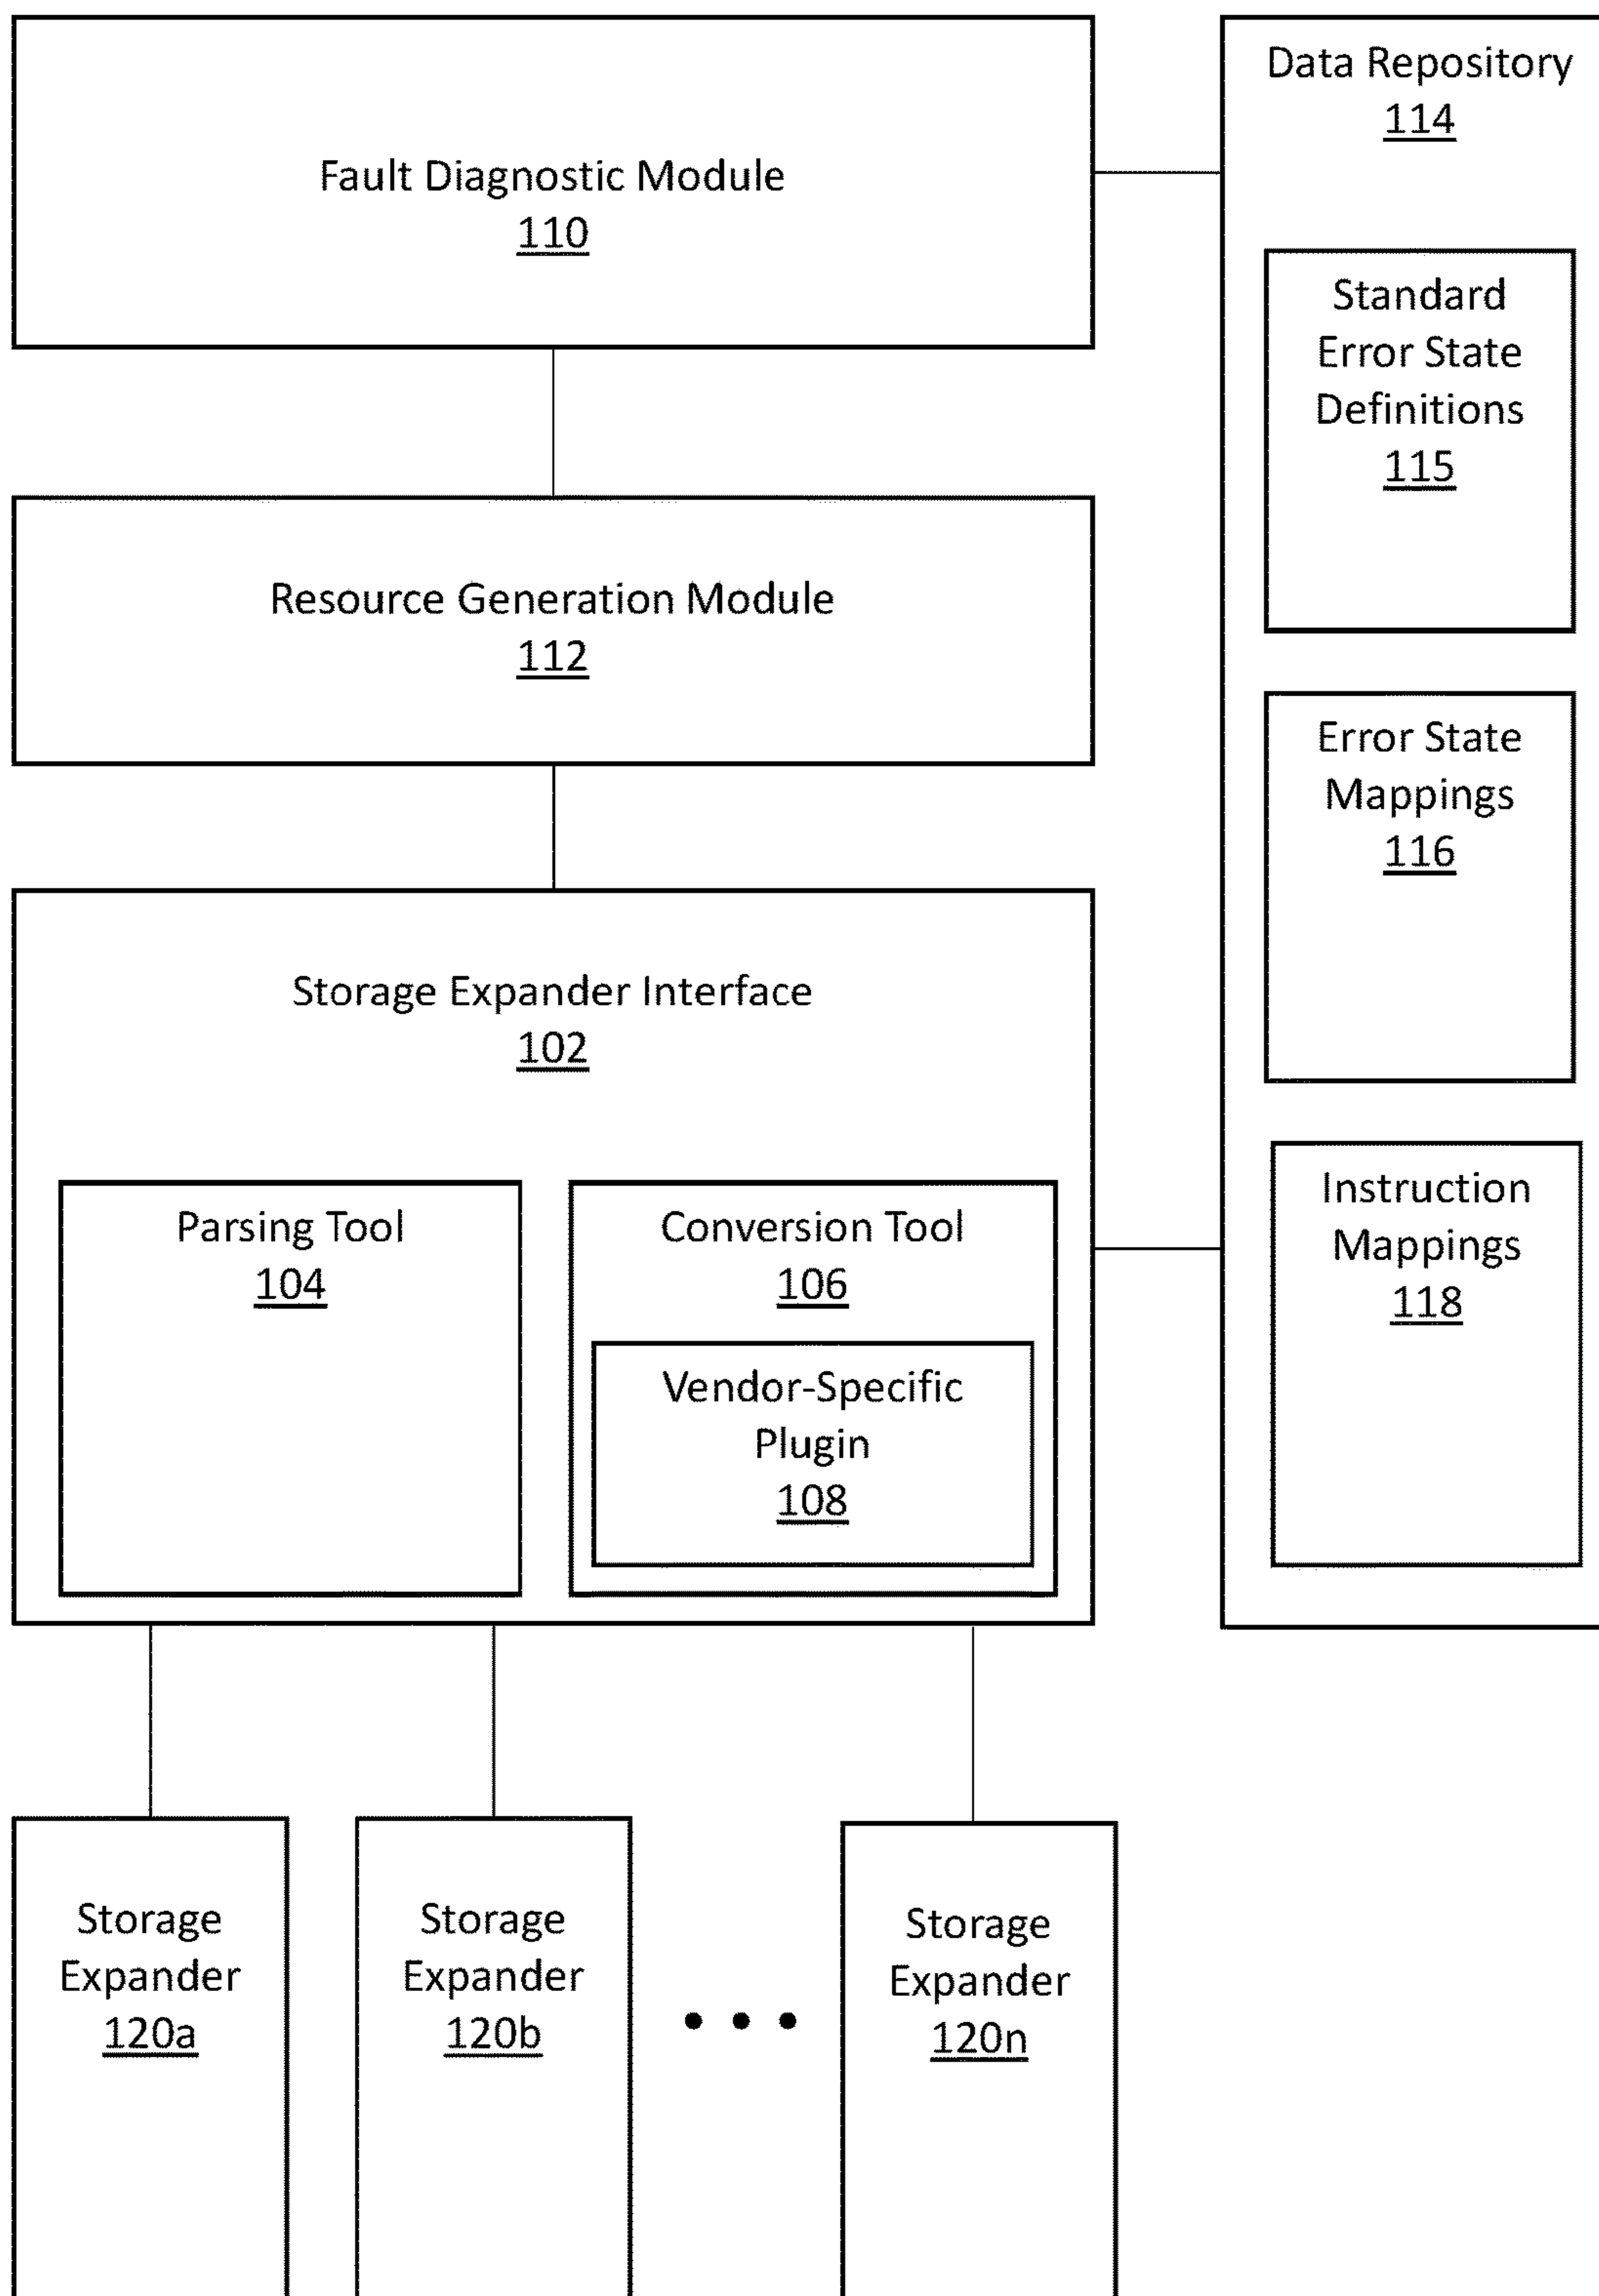 Fault Diagnostic Module
110
Resource Generation Module
112
Storage Expander Interface
102
Parsing Tool
104
Conversion Tool
106
Vendor-Specific
Plugin
108
Data Repository
114
Standard
Error State
Definitions
115
Error State
Mappings
116
Instruction
Mappings
118
Storage
Expander
120a
Storage
Expander
120b
• • •
Storage
Expander
120n